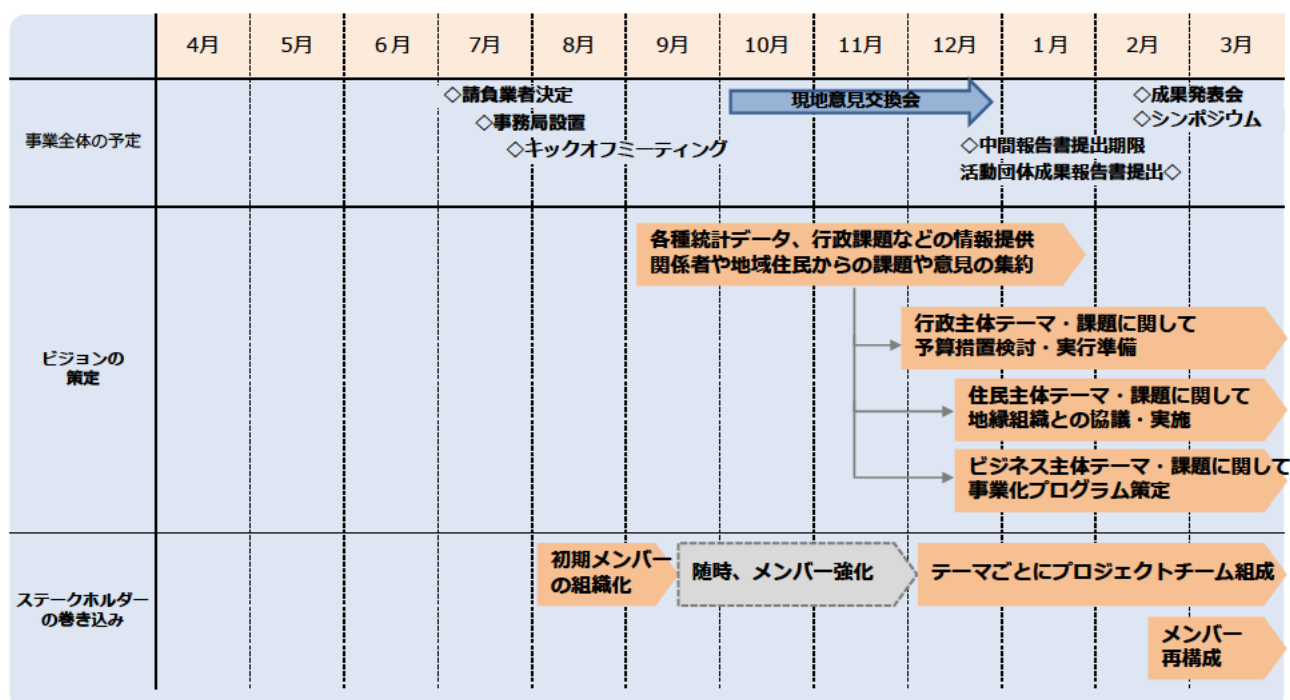 4月 5月 6月 7月 8月 9月 10月 11月 12月 1月 2月 3月
事業全体の予定
◇請負業者決定
◇事務局設置
◇キックオフミーティング
現地意見交換会
◇成果発表会
◇シンポジウム
◇中間報告書提出期限
活動団体成果報告書提出◇
ビジョンの
策定
各種統計データ、行政課題などの情報提供
関係者や地域住民からの課題や意見の集約
行政主体テーマ・課題に関して
予算措置検討・実行準備
住民主体テーマ・課題に関して
地縁組織との協議・実施
ビジネス主体テーマ・課題に関して
事業化プログラム策定
ステークホルダー
の巻き込み
初期メンバー
の組織化
随時、メンバー強化
テーマごとにプロジェクトチーム組成
メンバー
再構成